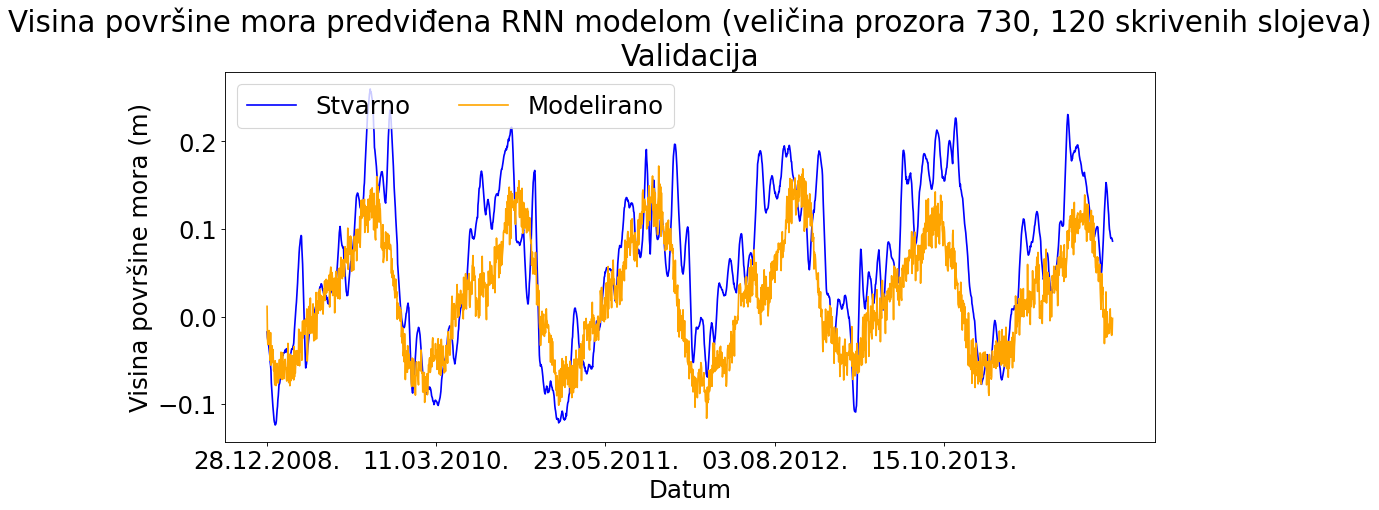 Visina površine mora predviđena RNN modelom (veličina prozora 730, 120 skrivenih slojeva)
Validacija
Stvarno
Modelirano
Visina površine mora (m)
0.2
0.1
0.0
−0.1
28.12.2008.
11.03.2010.
23.05.2011.
03.08.2012.
15.10.2013.
Datum